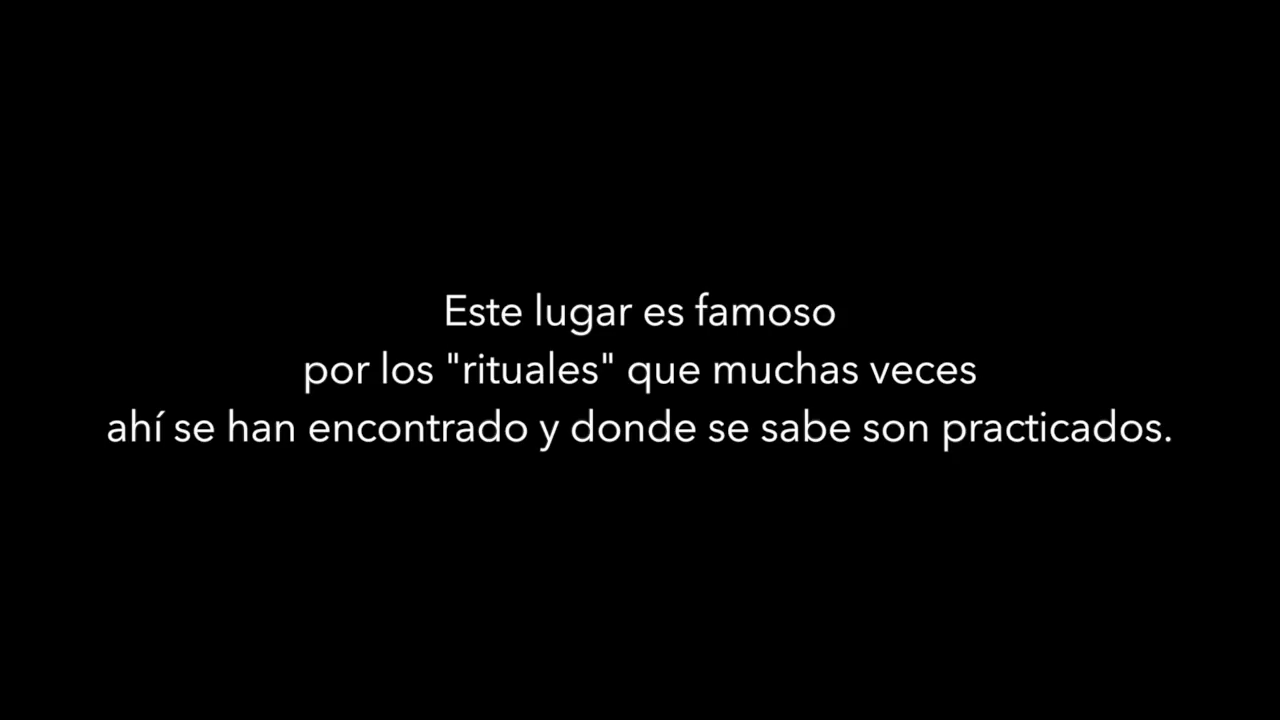 Este lugar es famoso
por los "rituales" que muchas veces
ahí se han encontrado y donde se sabe son practicados.